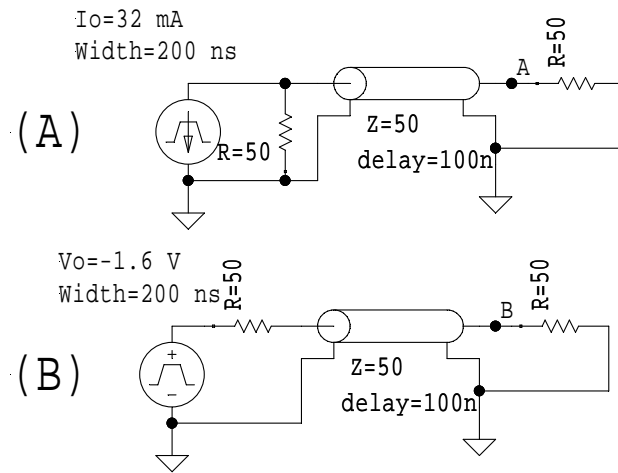 Io=32 mA
Width=200 ns
(A)
R=50
Z=50
delay=100n
A
R=50
Vo=-1.6 V
Width=200 ns
R=50
(B)
+
−
Z=50
delay=100n
B
R=50